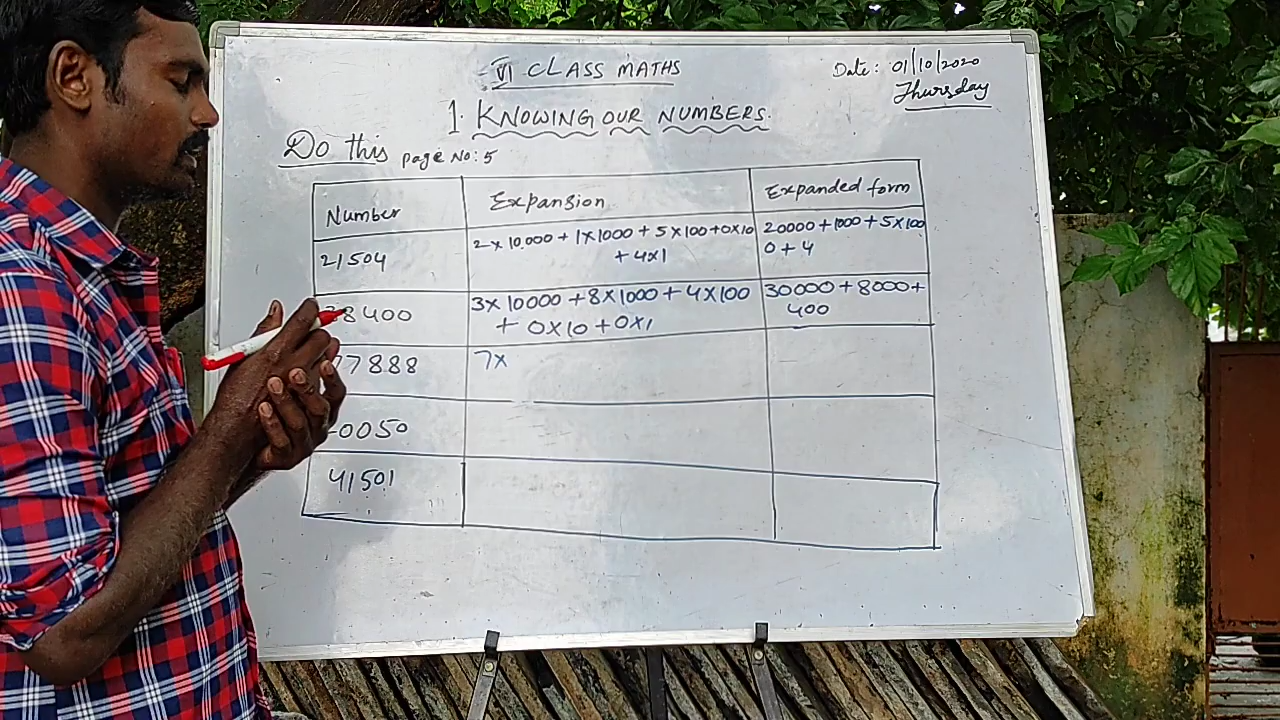 VI CLASS MATHS
Date: 01/10/2020
Thursday
1. KNOWING OUR NUMBERS.
Do this page No: 5
Number Expansion Expanded form
21504 2 x 10,000 + 1 x 1000 + 5 x 100 + 0 x 10 20000 + 1000 + 5 x 100
+ 4 x 1 0 + 4
8400 3 x 10000 + 8 x 1000 + 4 x 100 30000 + 8000 +
+ 0 x 10 + 0 x 1 400
7888 7 x
0050
41501